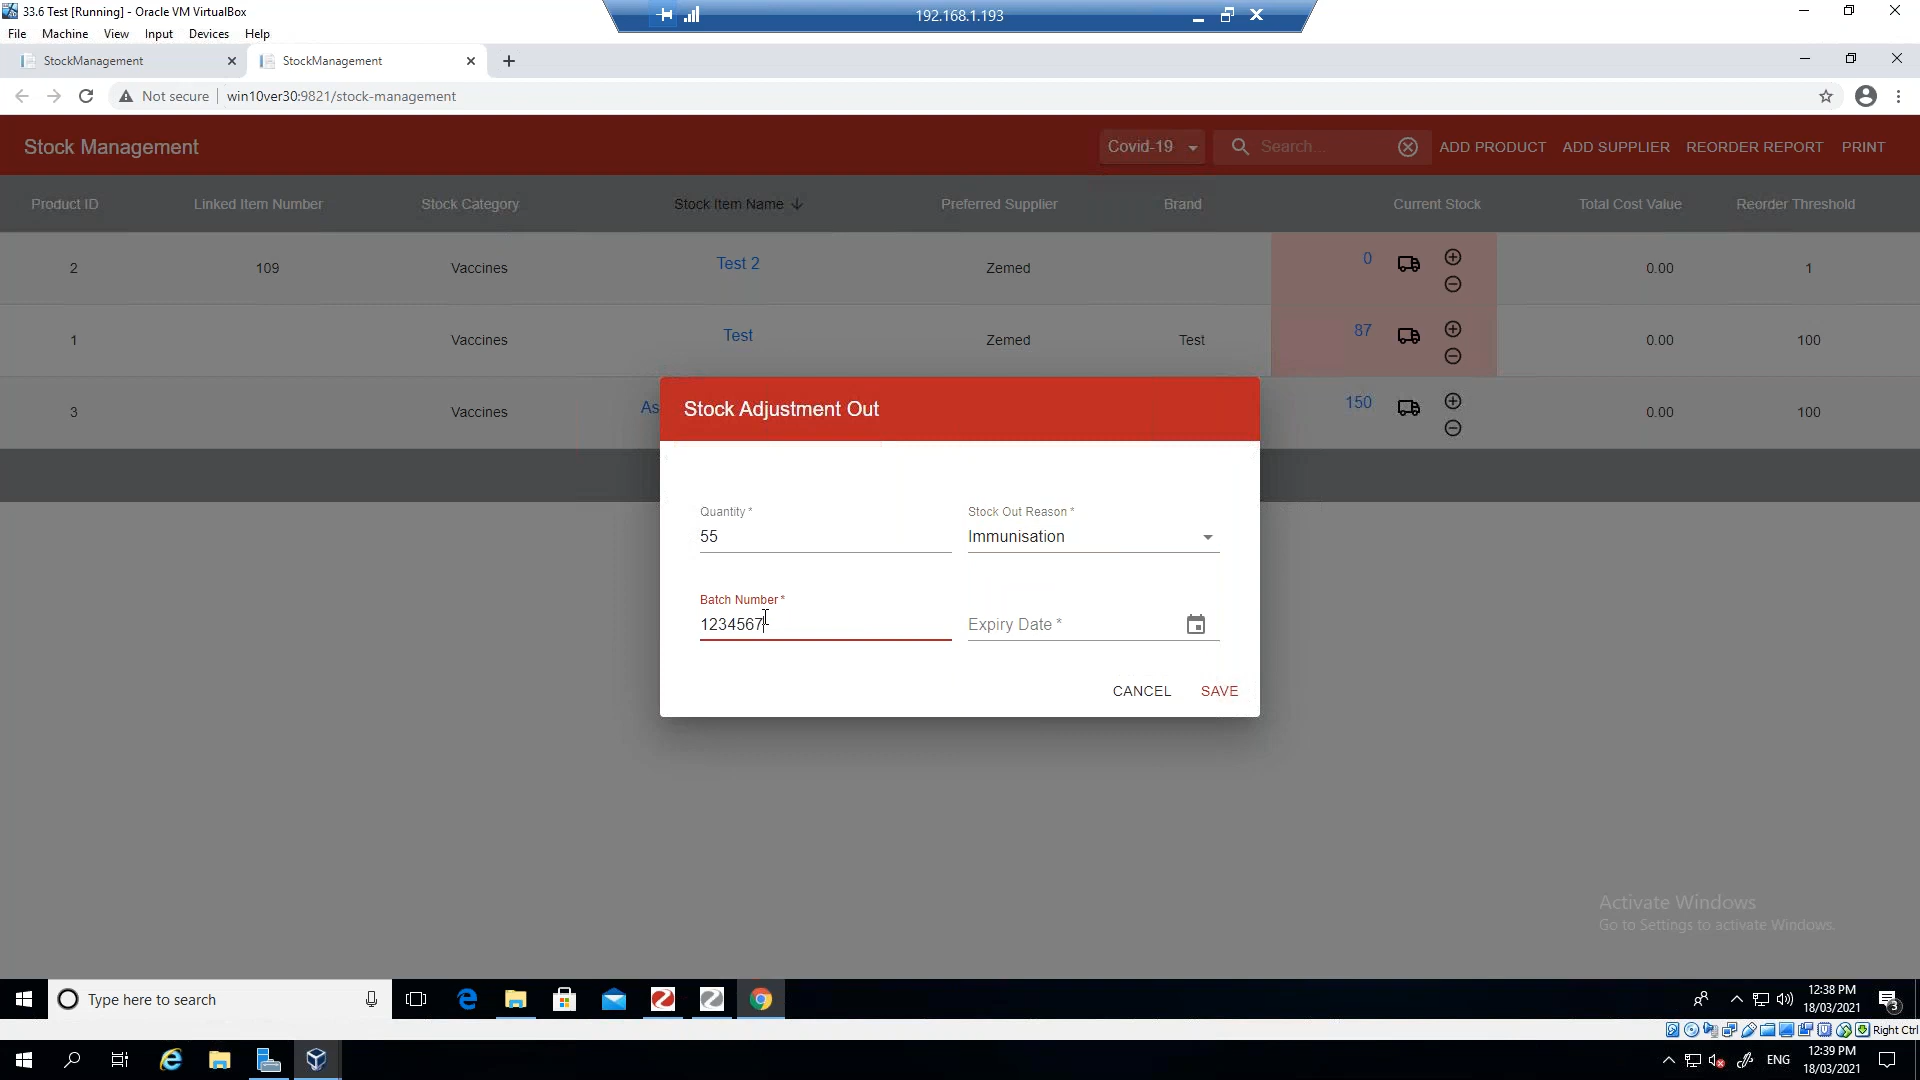 33.6 Test [Running] - Oracle VM VirtualBox
192.168.1.193
File Machine View Input Devices Help
StockManagement
StockManagement
Not secure win10ver30:9821/stock-management
Stock Management
Covid-19
Search...
ADD PRODUCT
ADD SUPPLIER
REORDER REPORT
PRINT
Product ID Linked Item Number Stock Category Stock Item Name Preferred Supplier Brand Current Stock Total Cost Value Reorder Threshold
2 109 Vaccines Test 2 Zemed 0 0.00 1
1 Vaccines Test Zemed Test 87 0.00 100
3 Vaccines As 150 0.00 100
Stock Adjustment Out
Quantity *
55
Stock Out Reason *
Immunisation
Batch Number *
1234567
Expiry Date *
CANCEL
SAVE
Activate Windows
Go to Settings to activate Windows.
Type here to search
12:38 PM
18/03/2021
3
Right Ctrl
ENG
12:39 PM
18/03/2021